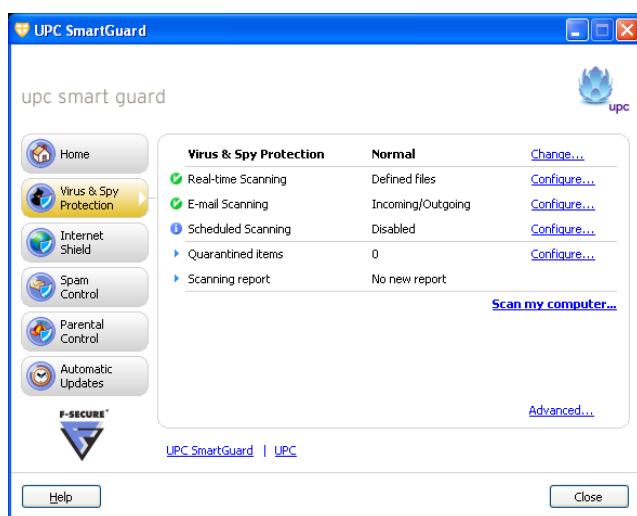 UPC SmartGuard
upc smart guard
upc
Home
Virus & Spy
Protection
Internet
Shield
Spam
Control
Parental
Control
Automatic
Updates
F-SECURE®
Virus & Spy Protection Normal Change...
Real-time Scanning Defined files Configure...
E-mail Scanning Incoming/Outgoing Configure...
Scheduled Scanning Disabled Configure...
Quarantined items 0 Configure...
Scanning report No new report
Scan my computer...
Advanced...
UPC SmartGuard | UPC
Help Close